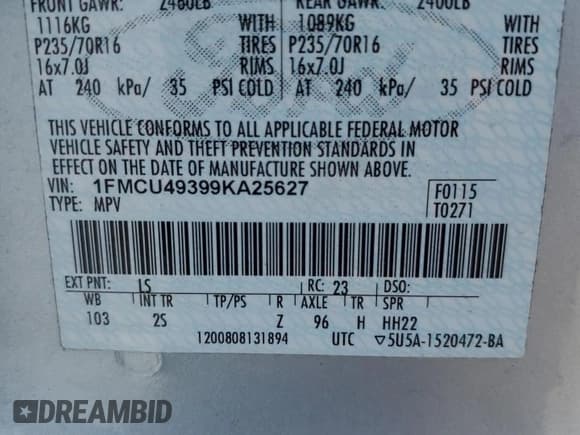 FRONT GAWR: 2460LB REAR GAWR: 2400LB
1116KG WITH 1089KG WITH
P235/70R16 TIRES P235/70R16 TIRES
16x7.0J RIMS 16x7.0J RIMS
AT 240 kPa/ 35 PSI COLD AT 240 kPa/ 35 PSI COLD
THIS VEHICLE CONFORMS TO ALL APPLICABLE FEDERAL MOTOR
VEHICLE SAFETY AND THEFT PREVENTION STANDARDS IN
EFFECT ON THE DATE OF MANUFACTURE SHOWN ABOVE.
VIN: 1FMCU49399KA25627 F0115
TYPE: MPV T0271
EXT PNT: LS RC: 23 DSO:
WB INT TR TP/PS R AXLE TR SPR
103 2S Z 96 H HH22
1200808131894 UTC ▽5U5A-1520472-BA
DREAMBID